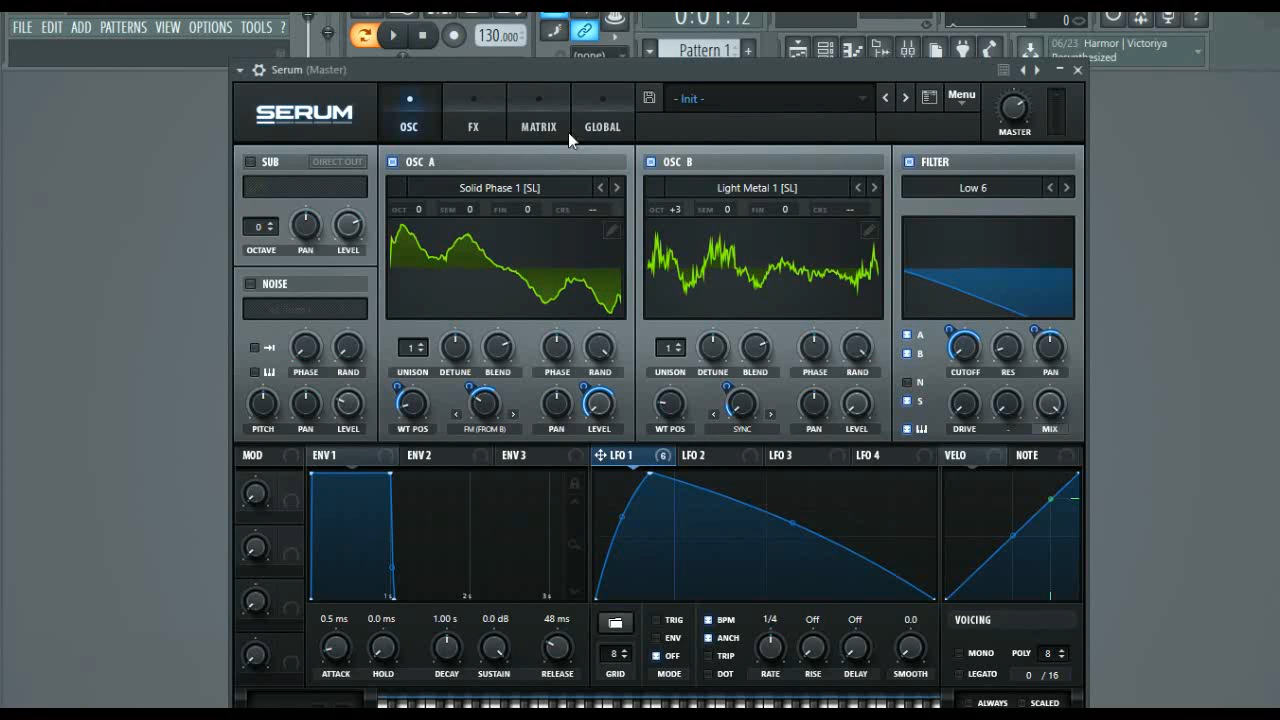 FILE EDIT ADD PATTERNS VIEW OPTIONS TOOLS ?
130.000
0:01:12
0
(none)
Pattern 1
06/23 Harmor | Victoriya
Resynthesized
Serum (Master)
SERUM
OSC FX MATRIX GLOBAL
- Init -
Menu
MASTER
SUB DIRECT OUT
OSC A
OSC B
FILTER
Solid Phase 1 [SL]
Light Metal 1 [SL]
Low 6
OCT 0 SEM 0 FIN 0 CRS --
OCT +3 SEM 0 FIN 0 CRS --
0
OCTAVE PAN LEVEL
NOISE
1
1
A
B
N
S
PHASE RAND
UNISON DETUNE BLEND PHASE RAND
UNISON DETUNE BLEND PHASE RAND
CUTOFF RES PAN
PITCH PAN LEVEL
WT POS FM (FROM B) PAN LEVEL
WT POS SYNC PAN LEVEL
DRIVE - MIX
MOD ENV 1 ENV 2 ENV 3 LFO 1 6 LFO 2 LFO 3 LFO 4 VELO NOTE
1s 2s 3s
0.5 ms 0.0 ms 1.00 s 0.0 dB 48 ms
ATTACK HOLD DECAY SUSTAIN RELEASE
8
GRID
TRIG
ENV
OFF
MODE
BPM
ANCH
TRIP
DOT
1/4 Off Off 0.0
RATE RISE DELAY SMOOTH
VOICING
MONO POLY 8
LEGATO 0 / 16
ALWAYS SCALED